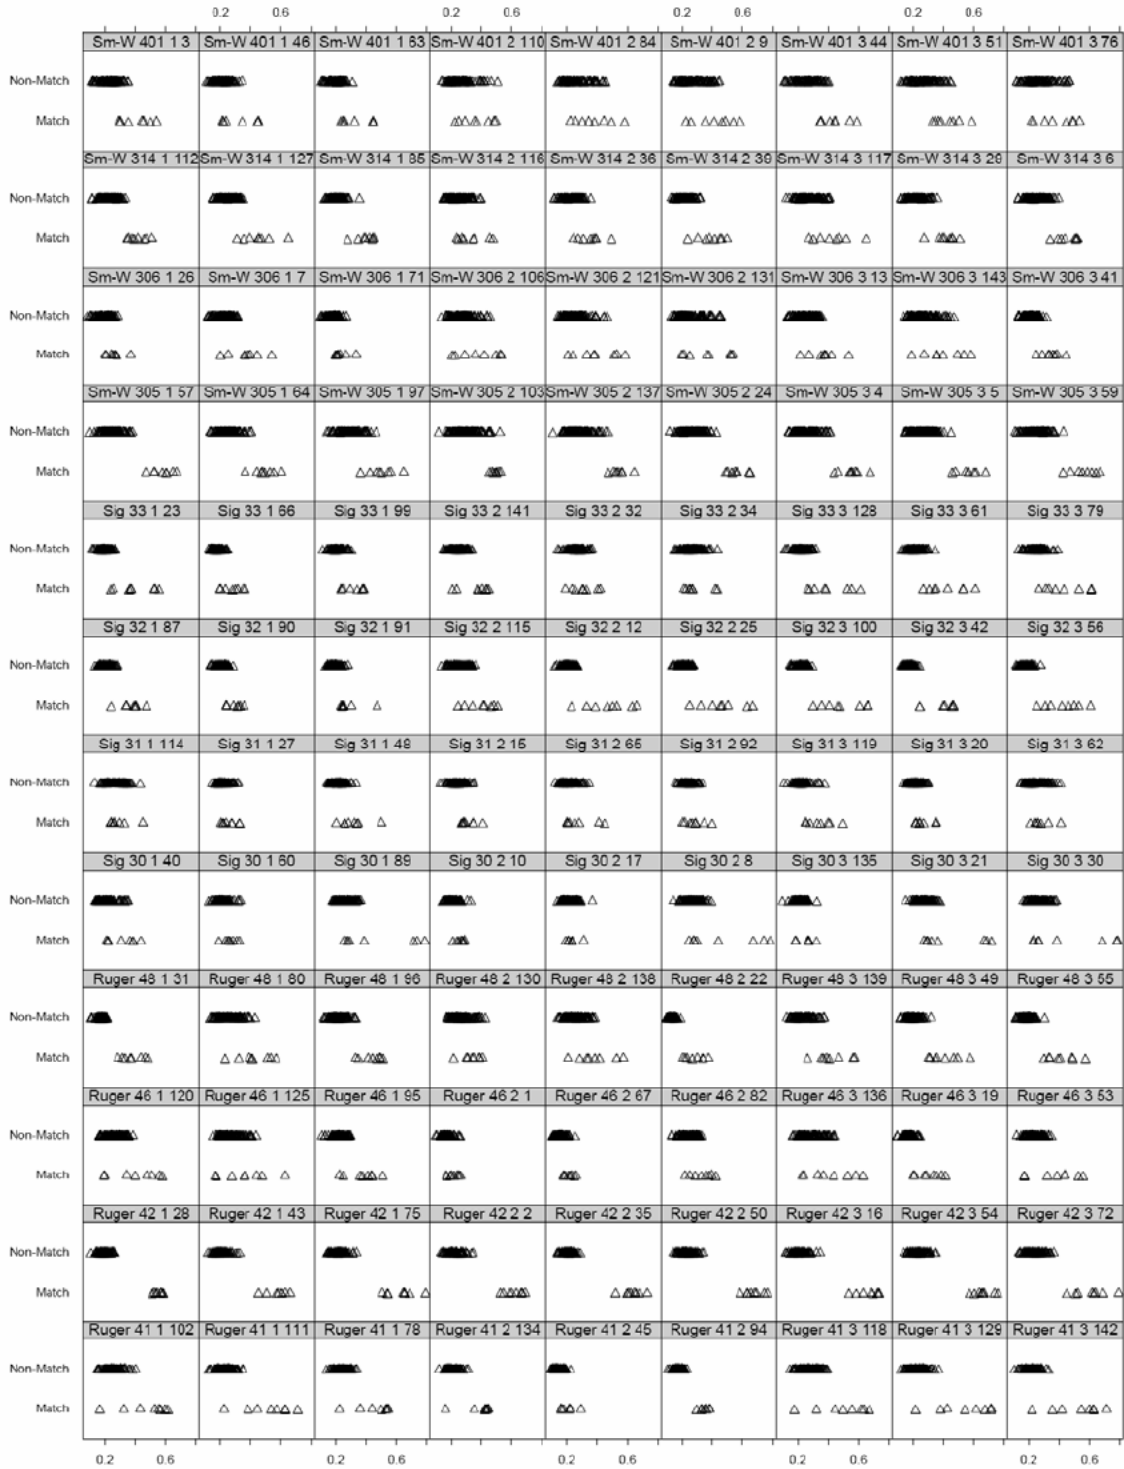 0.2 0.6 0.2 0.6 0.2 0.6 0.2 0.6
Sm-W 401 1 3 Sm-W 401 1 46 Sm-W 401 1 83 Sm-W 401 2 110 Sm-W 401 2 84 Sm-W 401 2 9 Sm-W 401 3 44 Sm-W 401 3 51 Sm-W 401 3 76
Non-Match
Match
Sm-W 314 1 112 Sm-W 314 1 127 Sm-W 314 1 85 Sm-W 314 2 116 Sm-W 314 2 36 Sm-W 314 2 39 Sm-W 314 3 117 Sm-W 314 3 29 Sm-W 314 3 6
Non-Match
Match
Sm-W 306 1 26 Sm-W 306 1 7 Sm-W 306 1 71 Sm-W 306 2 106 Sm-W 306 2 121 Sm-W 306 2 131 Sm-W 306 3 13 Sm-W 306 3 143 Sm-W 306 3 41
Non-Match
Match
Sm-W 305 1 57 Sm-W 305 1 64 Sm-W 305 1 97 Sm-W 305 2 103 Sm-W 305 2 137 Sm-W 305 2 24 Sm-W 305 3 4 Sm-W 305 3 5 Sm-W 305 3 59
Non-Match
Match
Sig 33 1 23 Sig 33 1 66 Sig 33 1 99 Sig 33 2 141 Sig 33 2 32 Sig 33 2 34 Sig 33 3 128 Sig 33 3 61 Sig 33 3 79
Non-Match
Match
Sig 32 1 87 Sig 32 1 90 Sig 32 1 91 Sig 32 2 115 Sig 32 2 12 Sig 32 2 25 Sig 32 3 100 Sig 32 3 42 Sig 32 3 56
Non-Match
Match
Sig 31 1 114 Sig 31 1 27 Sig 31 1 48 Sig 31 2 15 Sig 31 2 65 Sig 31 2 92 Sig 31 3 119 Sig 31 3 20 Sig 31 3 62
Non-Match
Match
Sig 30 1 40 Sig 30 1 60 Sig 30 1 89 Sig 30 2 10 Sig 30 2 17 Sig 30 2 8 Sig 30 3 135 Sig 30 3 21 Sig 30 3 30
Non-Match
Match
Ruger 48 1 31 Ruger 48 1 80 Ruger 48 1 96 Ruger 48 2 130 Ruger 48 2 138 Ruger 48 2 22 Ruger 48 3 139 Ruger 48 3 49 Ruger 48 3 55
Non-Match
Match
Ruger 46 1 120 Ruger 46 1 125 Ruger 46 1 95 Ruger 46 2 1 Ruger 46 2 67 Ruger 46 2 82 Ruger 46 3 136 Ruger 46 3 19 Ruger 46 3 53
Non-Match
Match
Ruger 42 1 28 Ruger 42 1 43 Ruger 42 1 75 Ruger 42 2 2 Ruger 42 2 35 Ruger 42 2 50 Ruger 42 3 16 Ruger 42 3 54 Ruger 42 3 72
Non-Match
Match
Ruger 41 1 102 Ruger 41 1 111 Ruger 41 1 78 Ruger 41 2 134 Ruger 41 2 45 Ruger 41 2 94 Ruger 41 3 118 Ruger 41 3 129 Ruger 41 3 142
Non-Match
Match
0.2 0.6 0.2 0.6 0.2 0.6 0.2 0.6 0.2 0.6